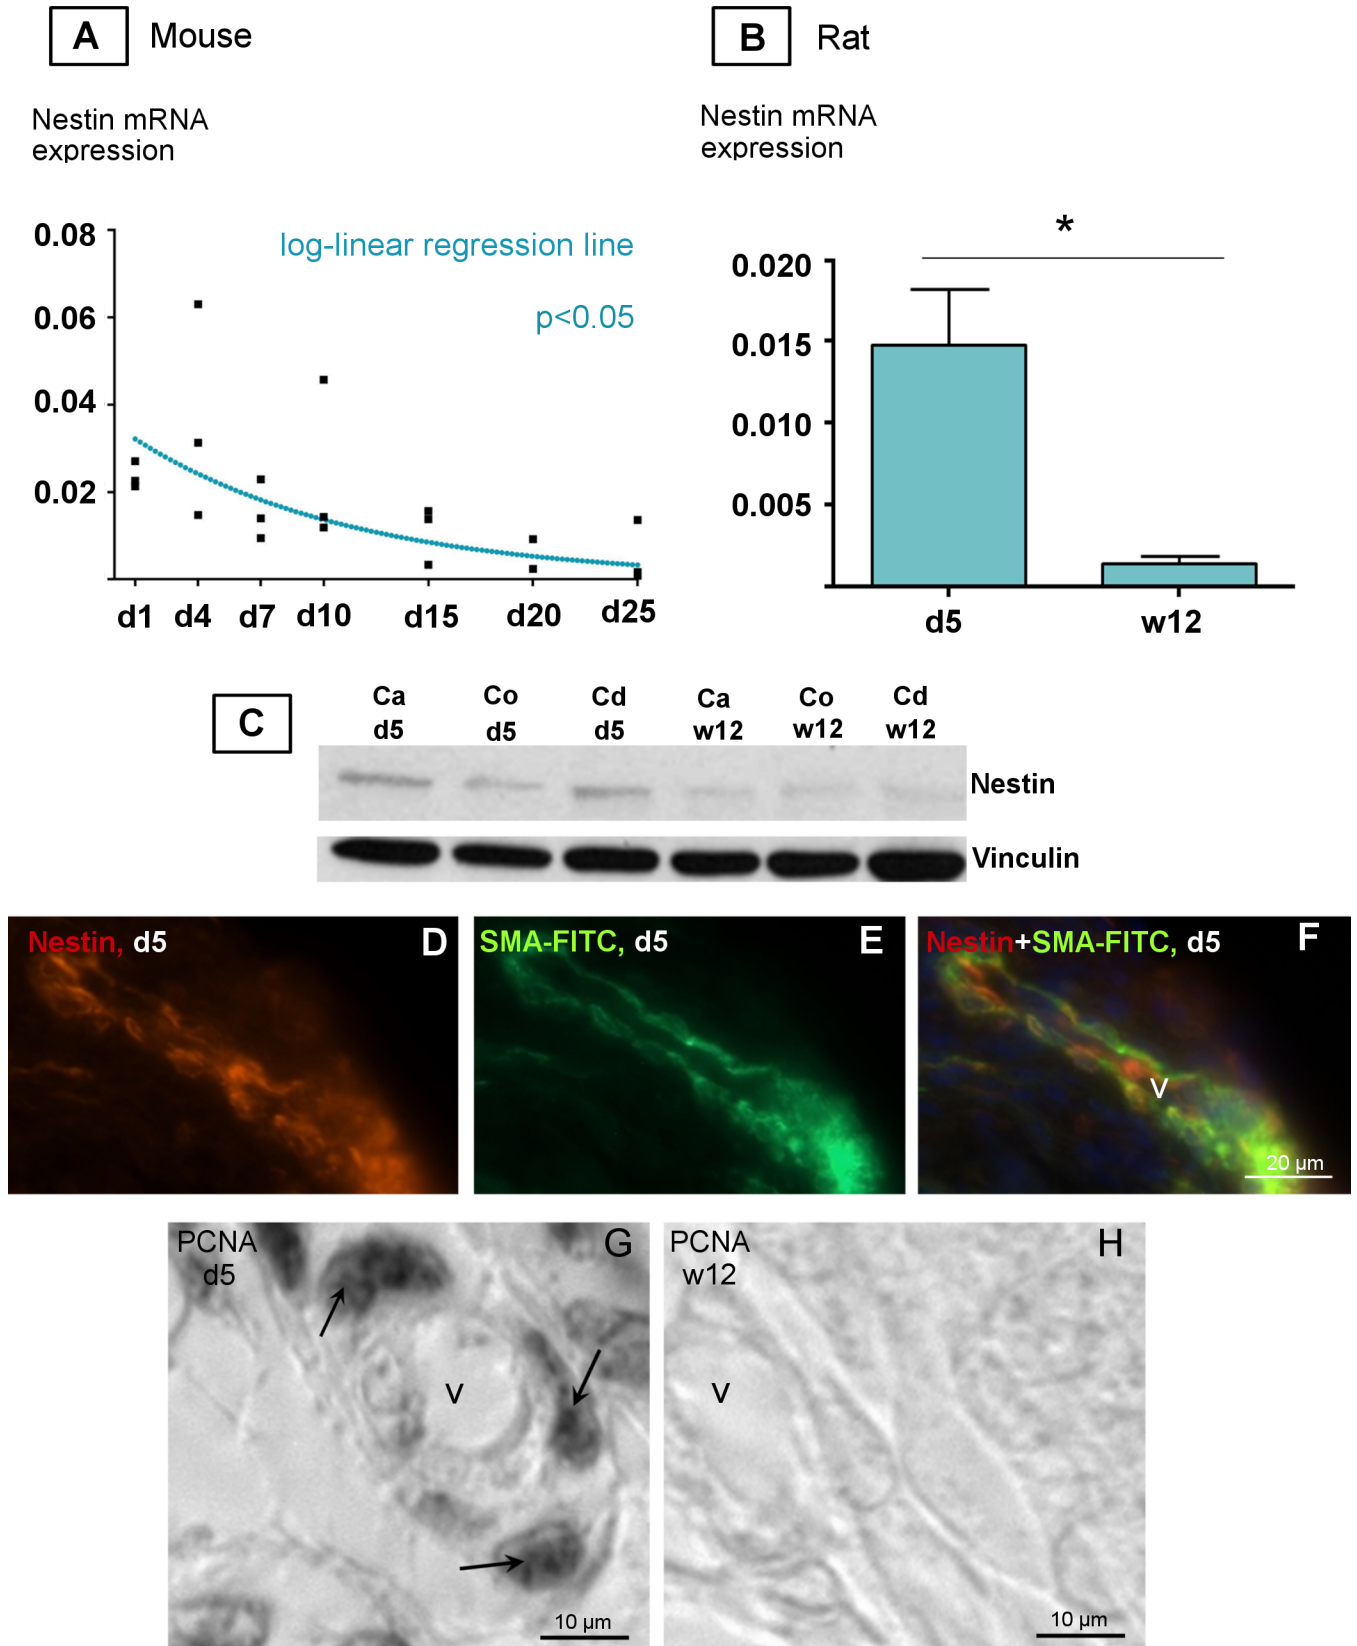 A Mouse
Nestin mRNA
expression
0.08
0.06
0.04
0.02
log-linear regression line
p<0.05
d1 d4 d7 d10 d15 d20 d25
B Rat
Nestin mRNA
expression
*
0.020
0.015
0.010
0.005
d5 w12
C
Ca Co Cd Ca Co Cd
d5 d5 d5 w12 w12 w12
Nestin
Vinculin
Nestin, d5 D
SMA-FITC, d5 E
Nestin+SMA-FITC, d5 F
V
20 µm
PCNA G
d5
V
10 µm
PCNA H
w12
V
10 µm